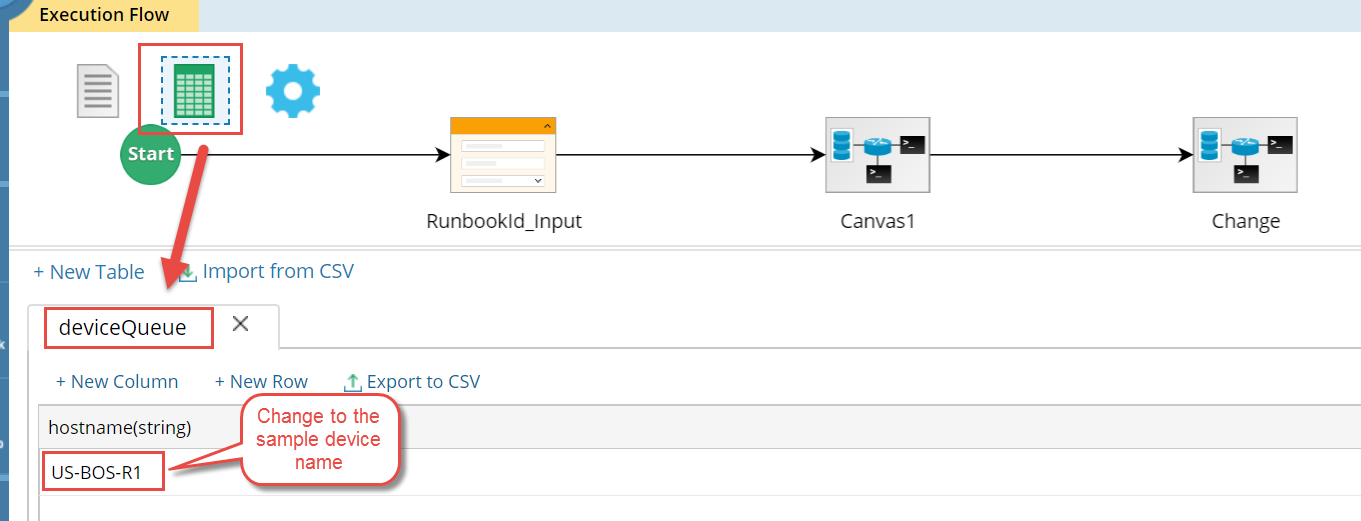 Execution Flow
Start
RunbookId_Input
Canvas1
Change
+ New Table
Import from CSV
deviceQueue
+ New Column
+ New Row
Export to CSV
hostname(string)
Change to the
sample device
name
US-BOS-R1